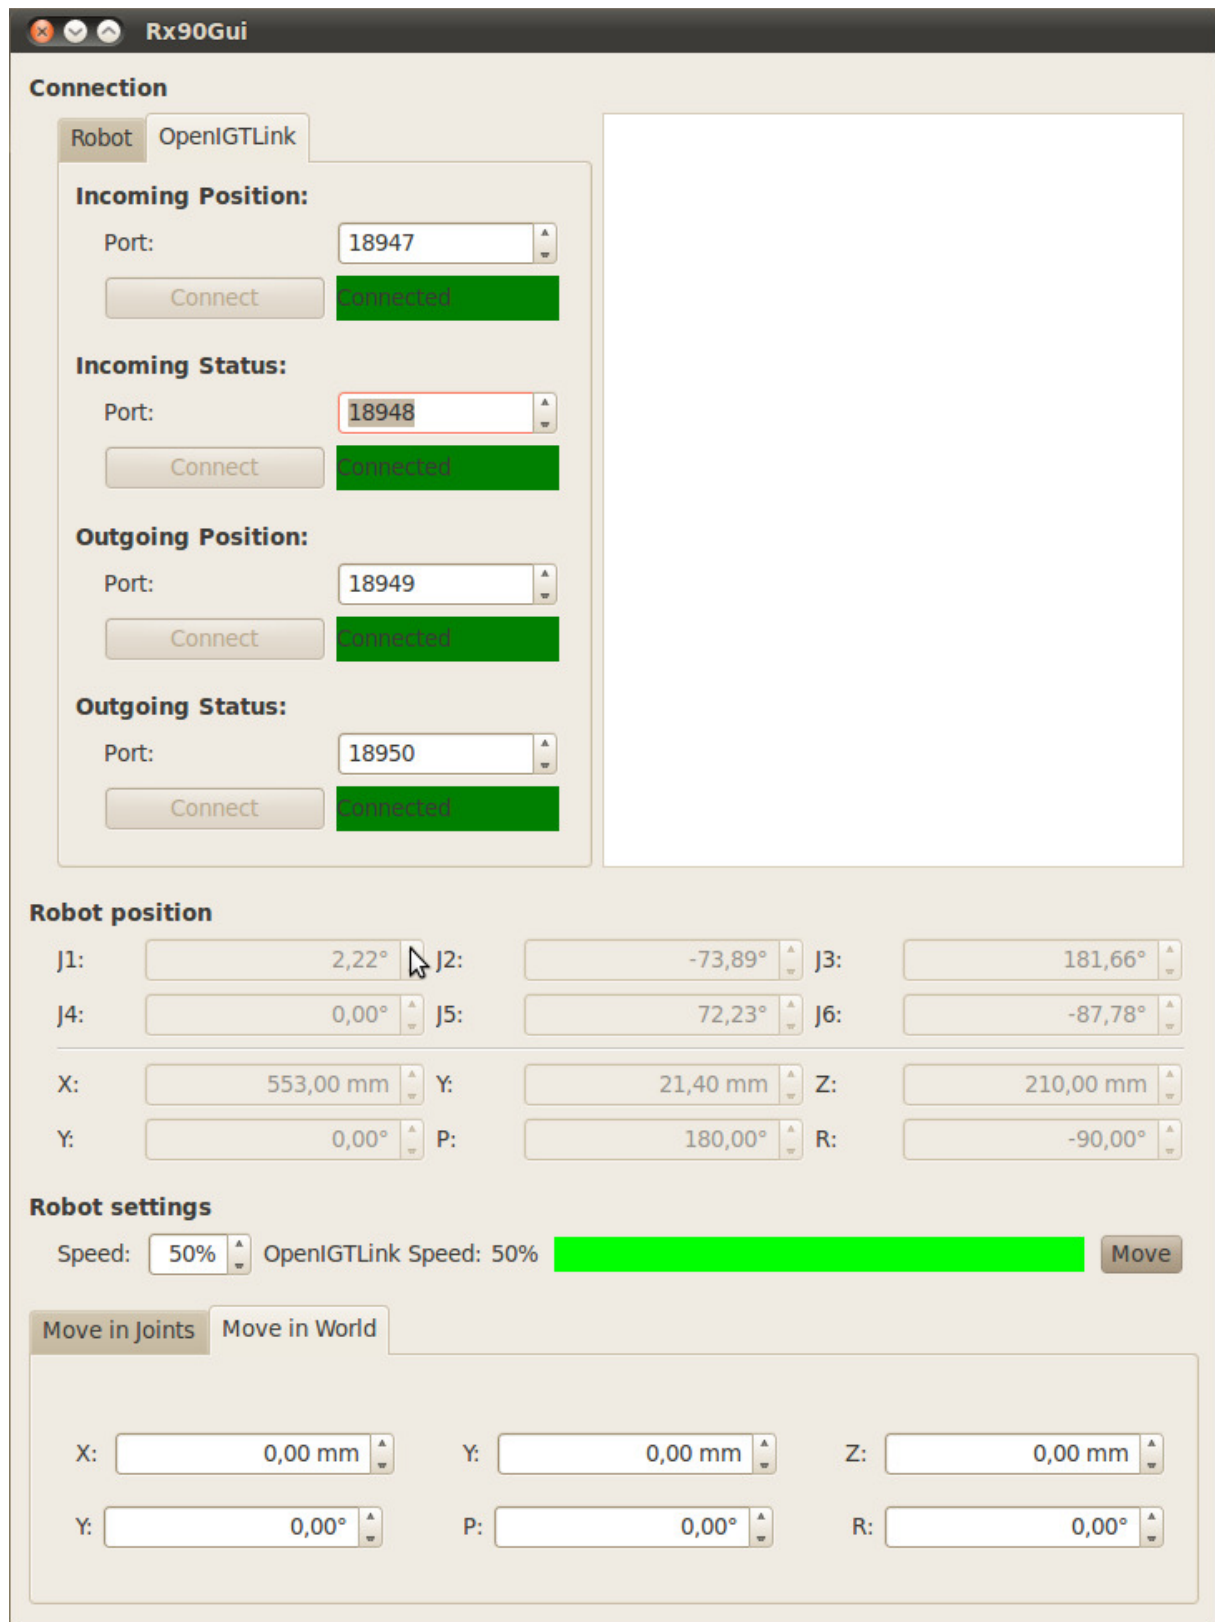 Rx90Gui
Connection
Robot OpenIGTLink
Incoming Position:
Port: 18947
Connect Connected
Incoming Status:
Port: 18948
Connect Connected
Outgoing Position:
Port: 18949
Connect Connected
Outgoing Status:
Port: 18950
Connect Connected
Robot position
J1: 2,22° J2: -73,89° J3: 181,66°
J4: 0,00° J5: 72,23° J6: -87,78°
X: 553,00 mm Y: 21,40 mm Z: 210,00 mm
Y: 0,00° P: 180,00° R: -90,00°
Robot settings
Speed: 50% OpenIGTLink Speed: 50% Move
Move in Joints Move in World
X: 0,00 mm Y: 0,00 mm Z: 0,00 mm
Y: 0,00° P: 0,00° R: 0,00°